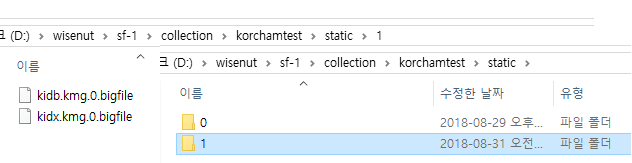 (D:) > wisenut > sf-1 > collection > korchamtest > static > 1
이름
kidb.kmg.0.bigfile
kidx.kmg.0.bigfile
(D:) > wisenut > sf-1 > collection > korchamtest > static >
이름 수정한 날짜 유형
0 2018-08-29 오후... 파일 폴더
1 2018-08-31 오전... 파일 폴더